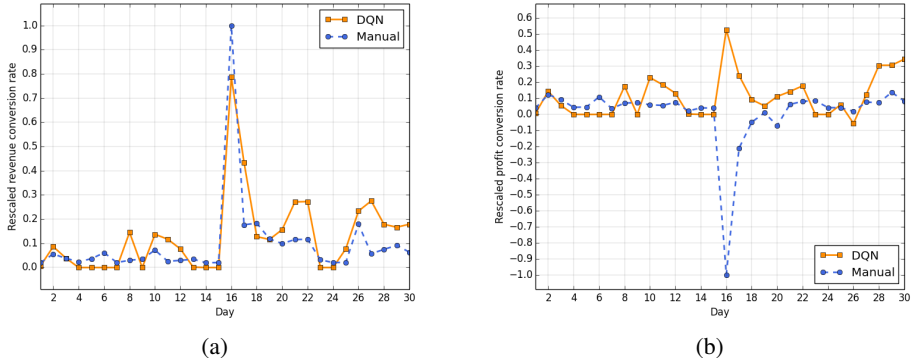 1.0
0.9
0.8
0.7
0.6
0.5
0.4
0.3
0.2
0.1
0.0
Rescaled revenue conversion rate
DQN
Manual
2 4 6 8 10 12 14 16 18 20 22 24 26 28 30
Day
(a)
0.6
0.5
0.4
0.3
0.2
0.1
0.0
-0.1
-0.2
-0.3
-0.4
-0.5
-0.6
-0.7
-0.8
-0.9
-1.0
Rescaled profit conversion rate
DQN
Manual
2 4 6 8 10 12 14 16 18 20 22 24 26 28 30
Day
(b)